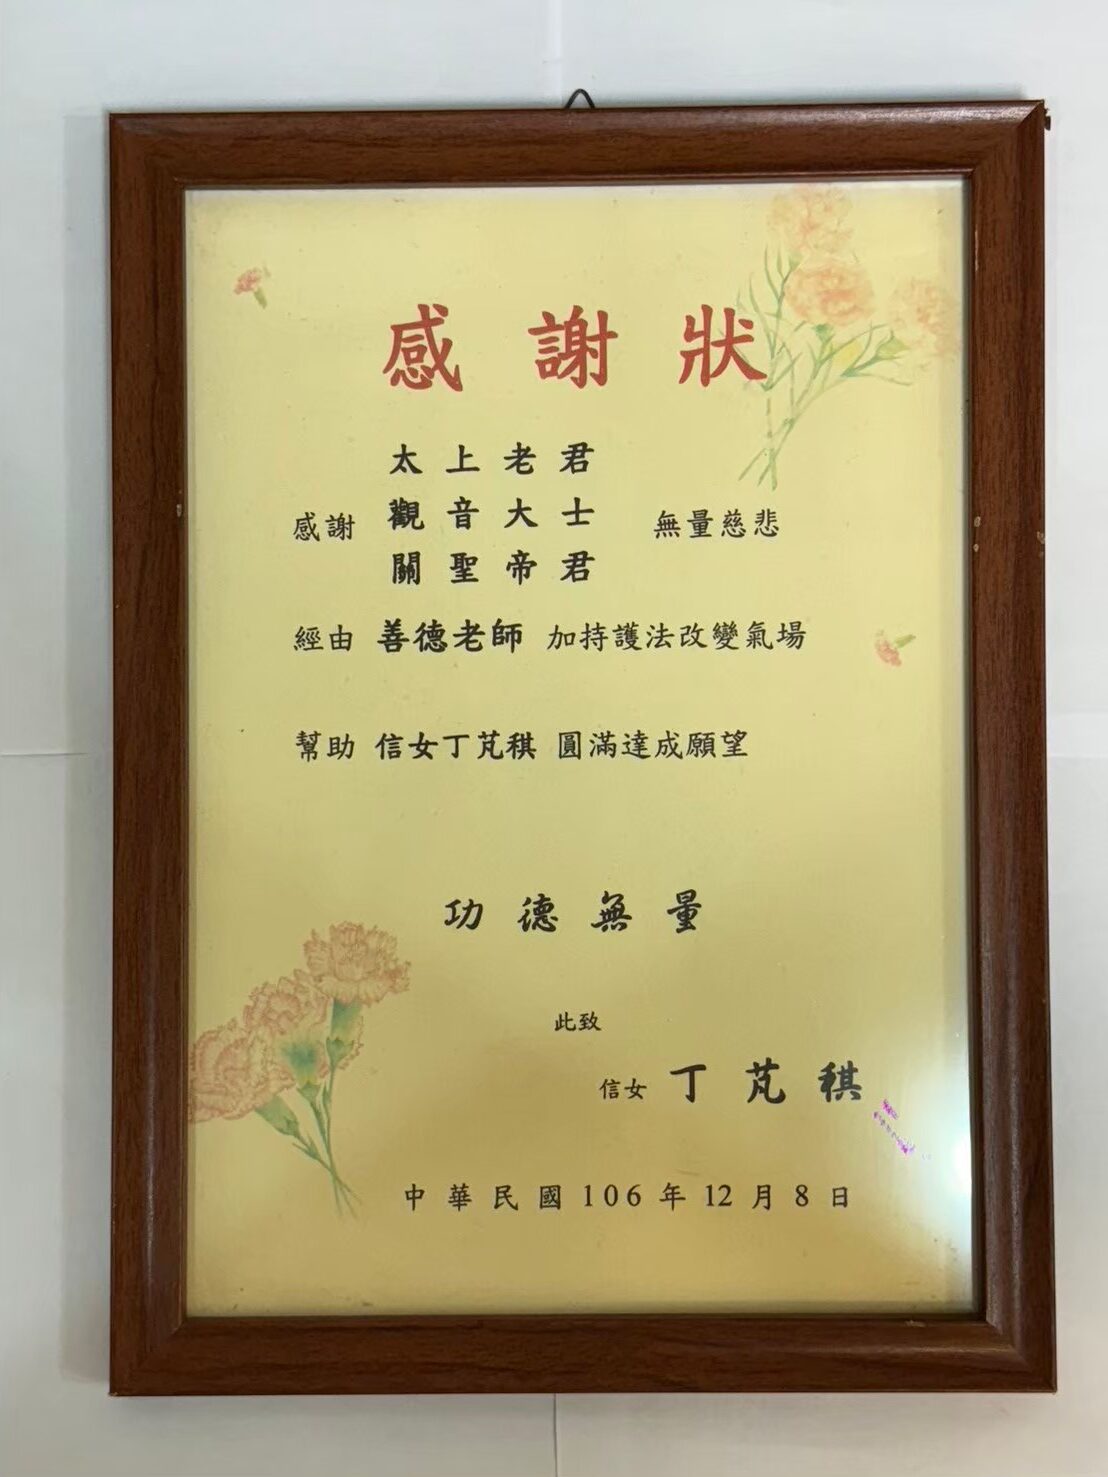 感謝狀
太上老君
感謝 觀音大士 無量慈悲
關聖帝君
經由 善德老師 加持護法改變氣場
幫助 信女丁芃稘 圓滿達成願望
功德無量
此致
信女 丁芃稘
中華民國106年12月8日